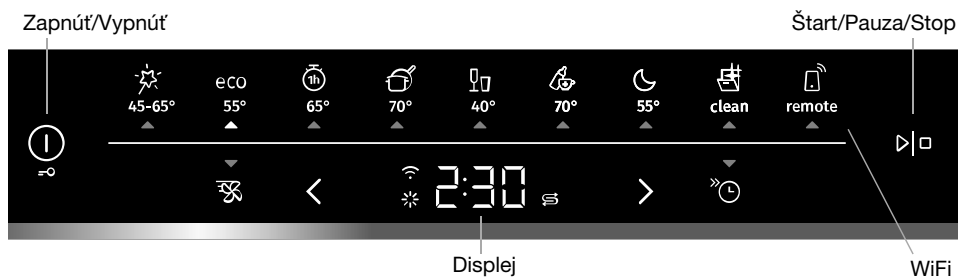 Zapnúť/Vypnúť
Štart/Pauza/Stop
eco
1h
45-65° 55° 65° 70° 40° 70° 55° clean remote
2:30
Displej
WiFi